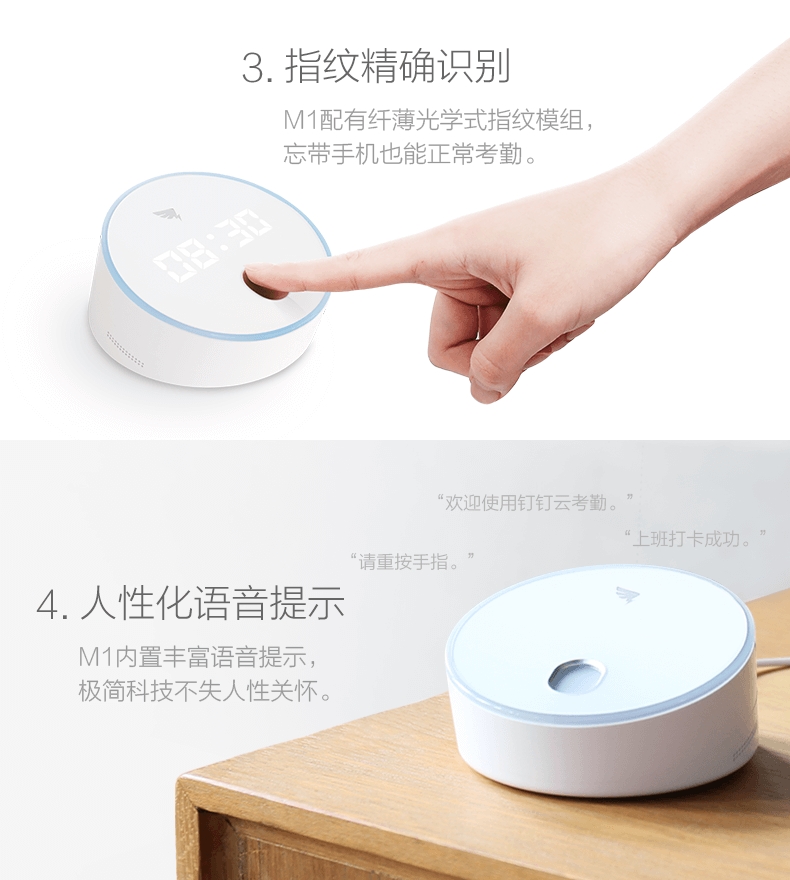 3. 指纹精确识别
M1配有纤薄光学式指纹模组，
忘带手机也能正常考勤。
08:30
“欢迎使用钉钉云考勤。”
“上班打卡成功。”
“请重按手指。”
4. 人性化语音提示
M1内置丰富语音提示，
极简科技不失人性关怀。